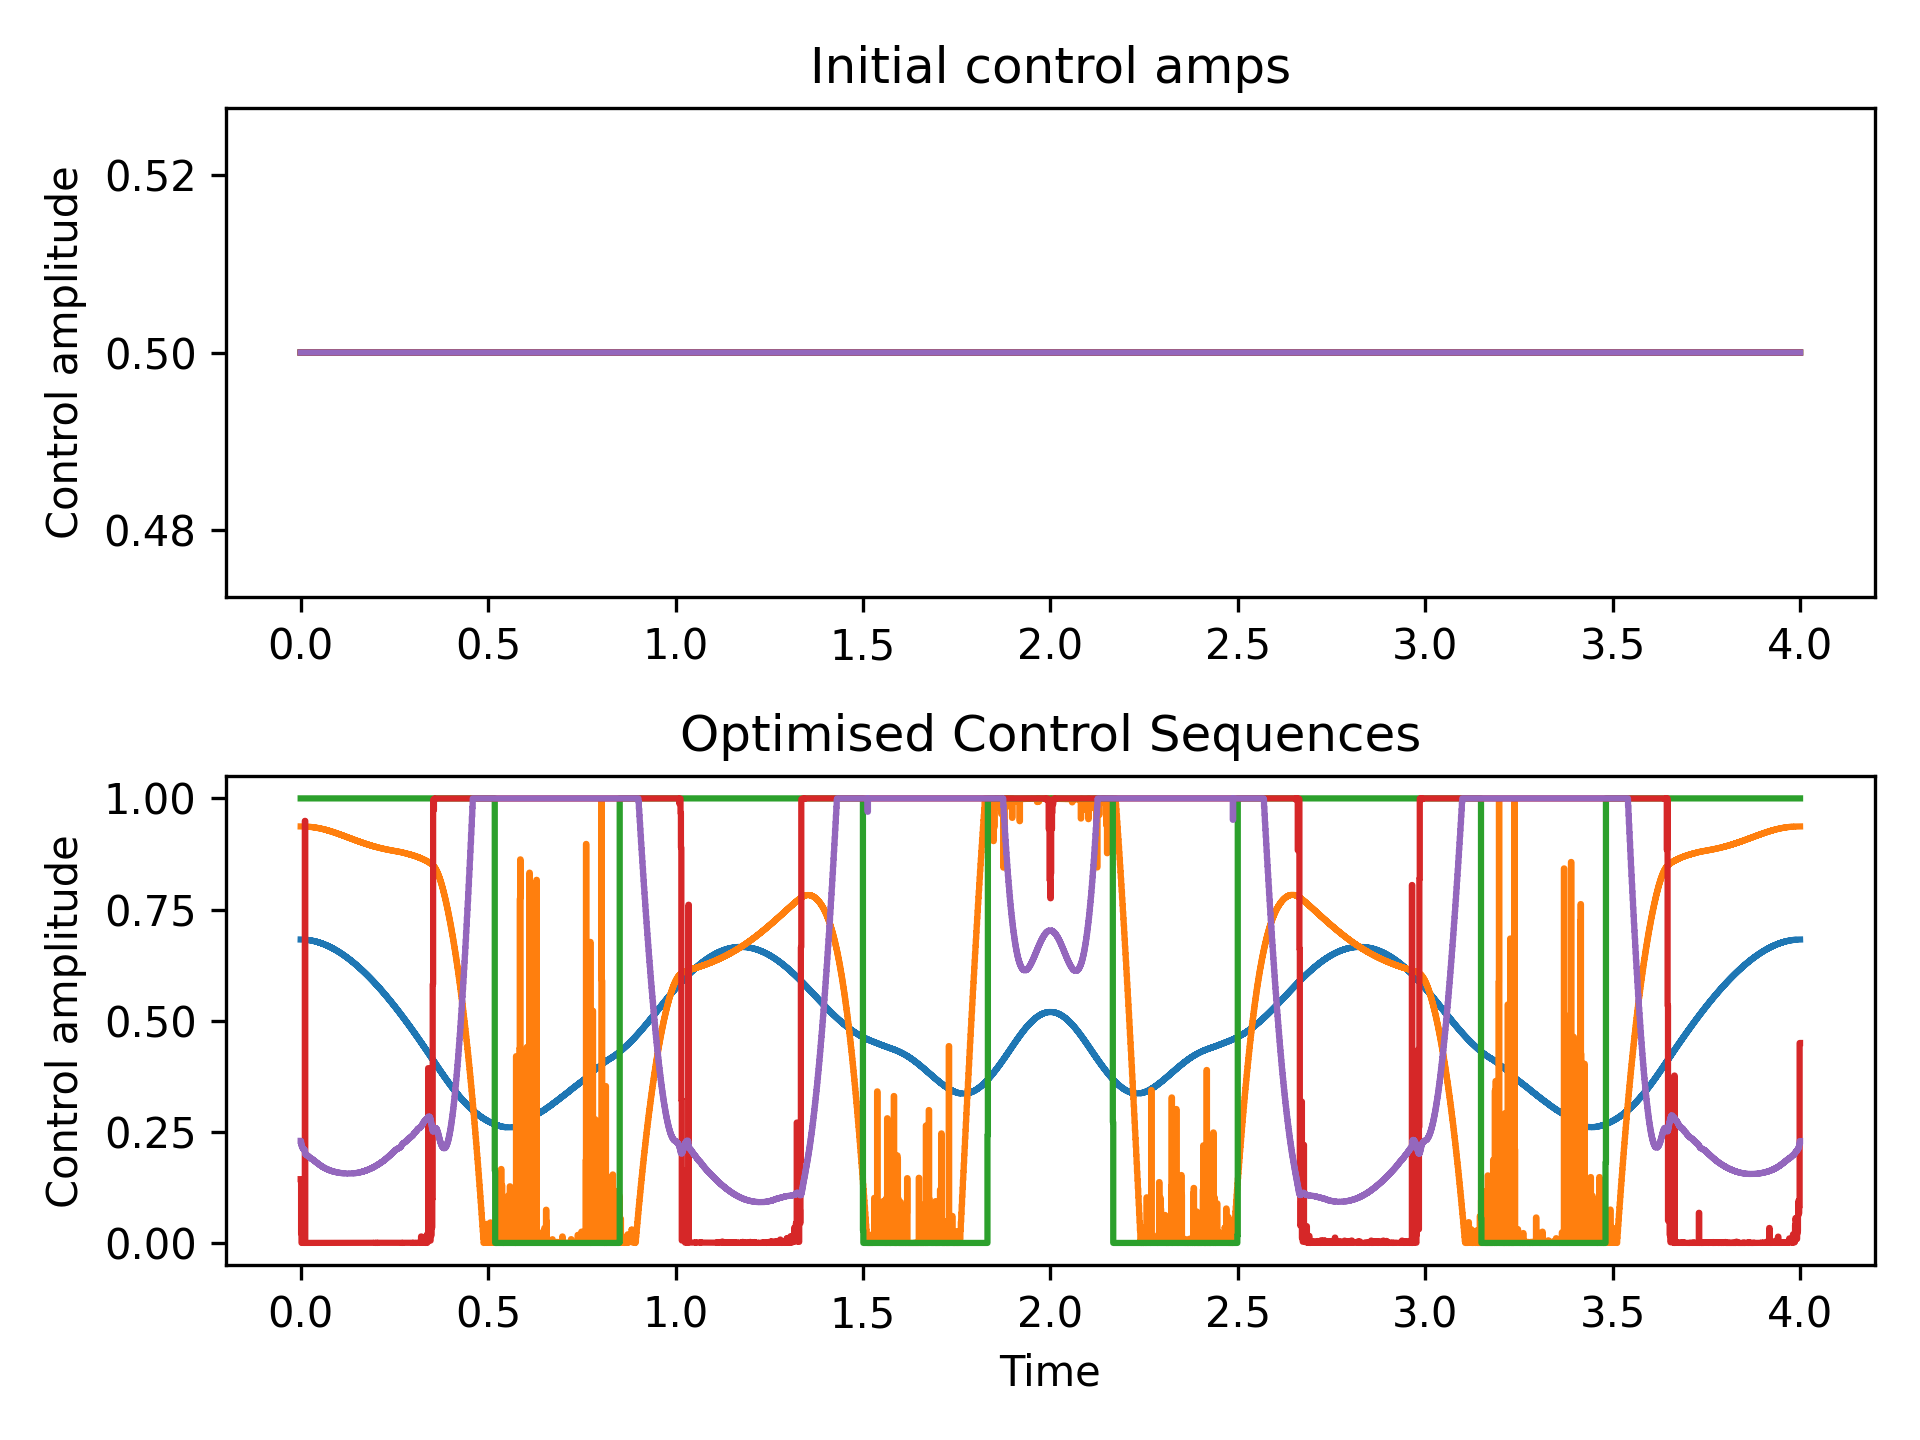 Initial control amps
Control amplitude
0.52
0.50
0.48
0.0 0.5 1.0 1.5 2.0 2.5 3.0 3.5 4.0
Optimised Control Sequences
Control amplitude
1.00
0.75
0.50
0.25
0.00
0.0 0.5 1.0 1.5 2.0 2.5 3.0 3.5 4.0
Time